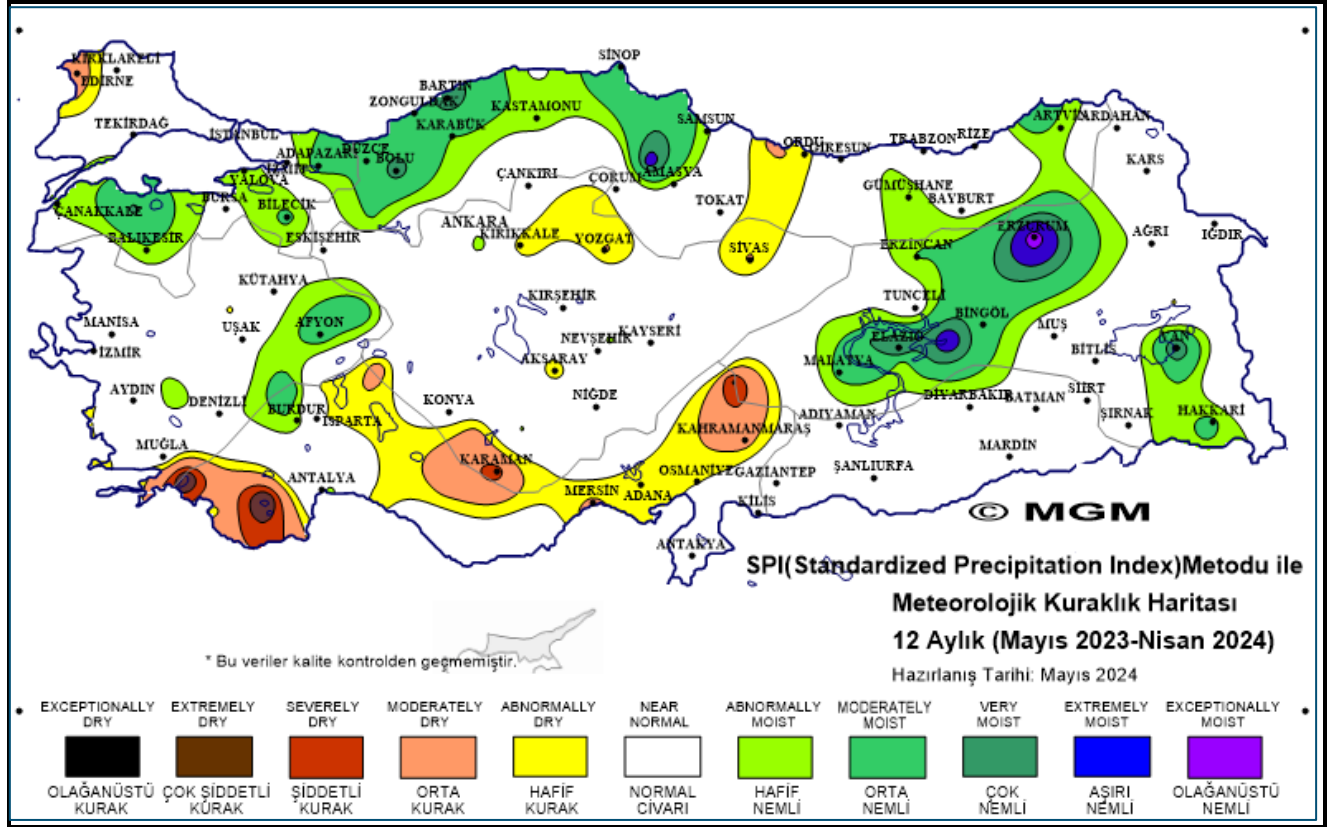 SİNOP
KIRKLAKELİ
EDİRNE
BARTIN
ZONGULDAK
KASTAMONU
TEKİRDAĞ
İSTANBUL
KARABÜK
SAMSUN
ORDU
GİRESUN
TRABZON
RİZE
ARTVİN
ARDAHAN
ADAPAZARI
DÜZCE
BOLU
KARS
YALOVA
ÇANKIRI
ÇORUM
AMASYA
GÜMÜŞHANE
BAYBURT
ÇANAKKALE
BURSA
BİLECİK
ANKARA
TOKAT
ERZURUM
IĞDIR
BALIKESİR
ESKİŞEHİR
KIRIKKALE
YOZGAT
SİVAS
ERZİNCAN
AĞRI
KÜTAHYA
KIRŞEHİR
TUNCELİ
MANİSA
UŞAK
AFYON
NEVŞEHİR
KAYSERİ
BİNGÖL
MUŞ
İZMİR
ELAZIĞ
BİTLİS
VAN
AKSARAY
MALATYA
AYDIN
DENİZLİ
BURDUR
ISPARTA
KONYA
NİĞDE
ADIYAMAN
DİYARBAKIR
BATMAN
SİİRT
ŞIRNAK
HAKKARİ
MUĞLA
KAHRAMANMARAŞ
ANTALYA
KARAMAN
MERSİN
ADANA
OSMANİYE
GAZİANTEP
ŞANLIURFA
MARDİN
KİLİS
ANTAKYA
© MGM
SPI(Standardized Precipitation Index)Metodu ile
Meteorolojik Kuraklık Haritası
12 Aylık (Mayıs 2023-Nisan 2024)
Hazırlanış Tarihi: Mayıs 2024
* Bu veriler kalite kontrolden geçmemiştir.
EXCEPTIONALLY DRY
EXTREMELY DRY
SEVERELY DRY
MODERATELY DRY
ABNORMALLY DRY
NEAR NORMAL
ABNORMALLY MOIST
MODERATELY MOIST
VERY MOIST
EXTREMELY MOIST
EXCEPTIONALLY MOIST
OLAĞANÜSTÜ KURAK
ÇOK ŞİDDETLİ KURAK
ŞİDDETLİ KURAK
ORTA KURAK
HAFİF KURAK
NORMAL CİVARI
HAFİF NEMLİ
ORTA NEMLİ
ÇOK NEMLİ
AŞIRI NEMLİ
OLAĞANÜSTÜ NEMLİ